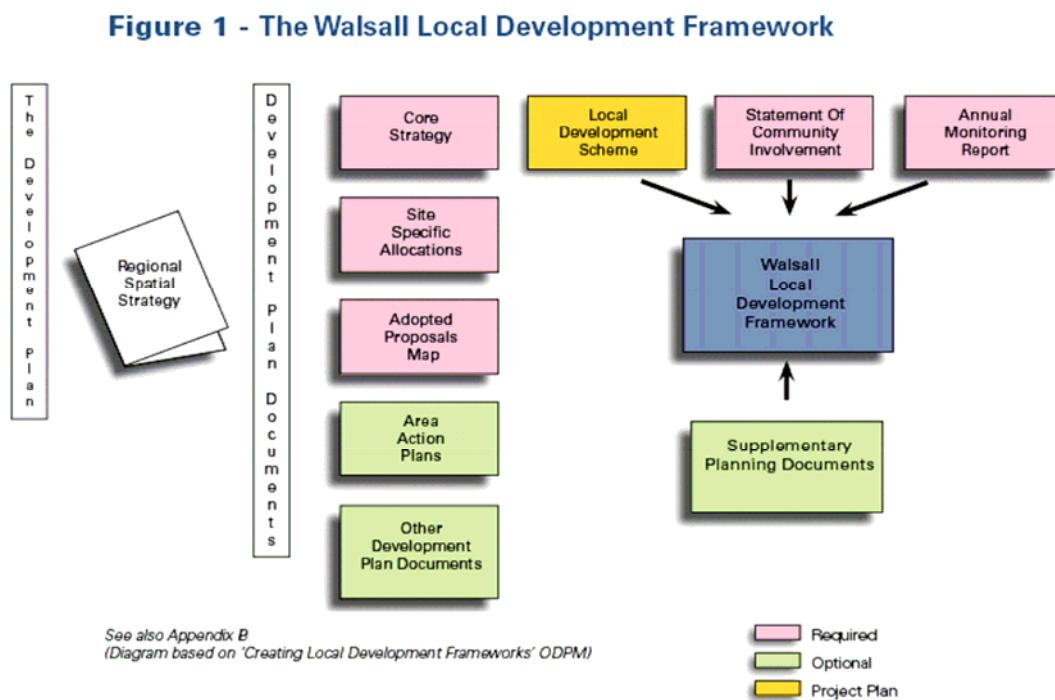 Figure 1 - The Walsall Local Development Framework
The Development Plan
Regional
Spatial
Strategy
Development Plan Documents
Core
Strategy
Site
Specific
Allocations
Adopted
Proposals
Map
Area
Action
Plans
Other
Development
Plan Documents
Local
Development
Scheme
Statement Of
Community
Involvement
Annual
Monitoring
Report
Walsall
Local
Development
Framework
Supplementary
Planning Documents
See also Appendix B
(Diagram based on 'Creating Local Development Frameworks' ODPM)
Required
Optional
Project Plan